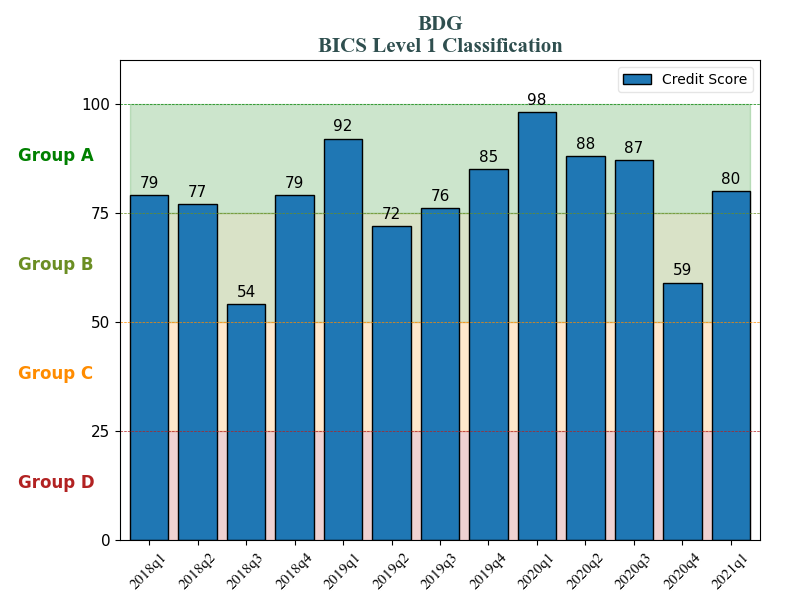 BDG
BICS Level 1 Classification
Credit Score
100
75
50
25
0
Group A
Group B
Group C
Group D
79
77
54
79
92
72
76
85
98
88
87
59
80
2018q1
2018q2
2018q3
2018q4
2019q1
2019q2
2019q3
2019q4
2020q1
2020q2
2020q3
2020q4
2021q1